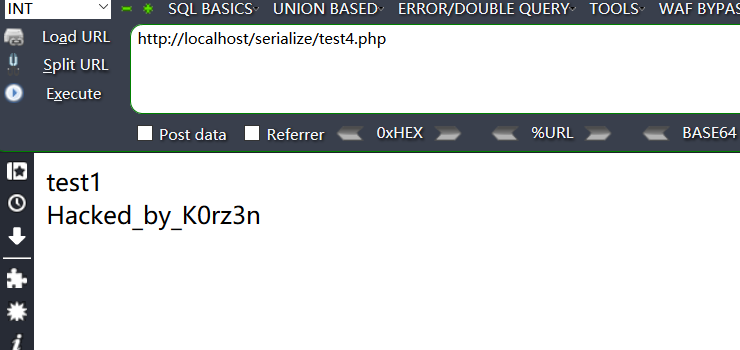 INT SQL BASICS UNION BASED ERROR/DOUBLE QUERY TOOLS WAF BYPAS
Load URL http://localhost/serialize/test4.php
Split URL
Execute
Post data Referrer 0xHEX %URL BASE64
test1
Hacked_by_K0rz3n